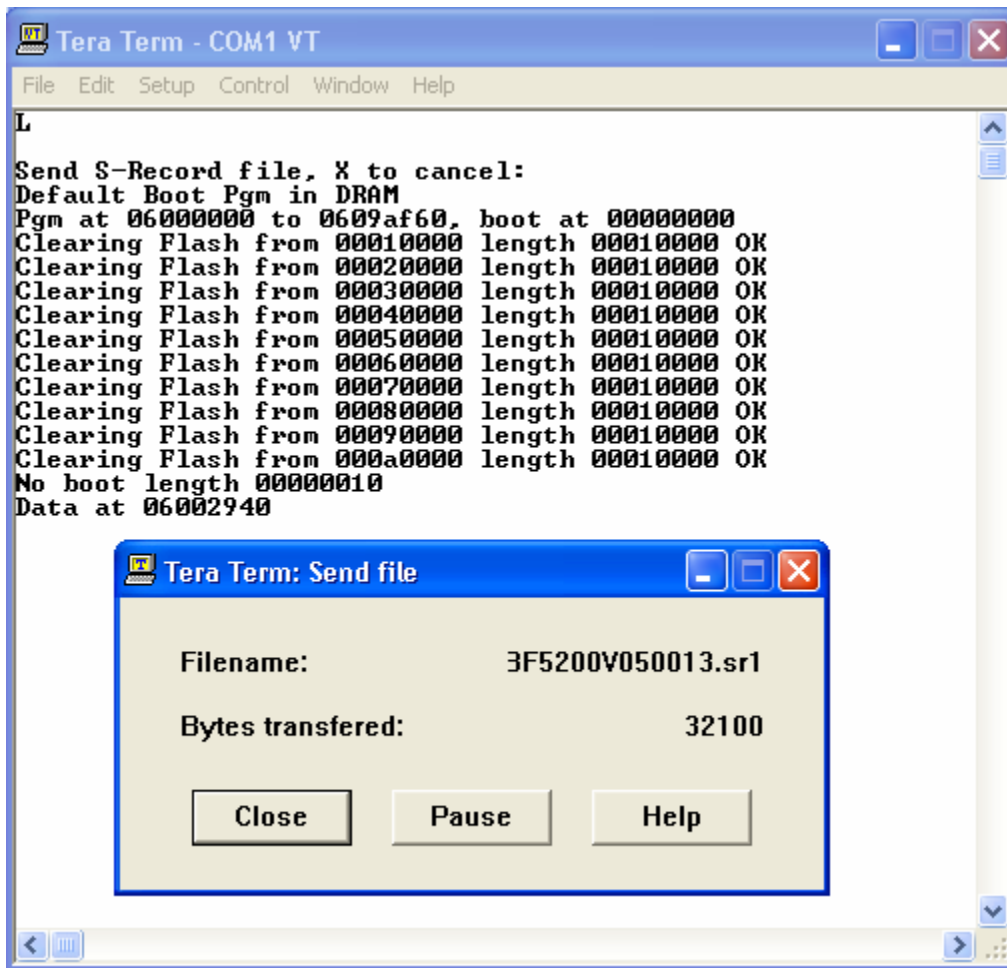 Tera Term - COM1 VT
File Edit Setup Control Window Help
L
Send S-Record file, X to cancel:
Default Boot Pgm in DRAM
Pgm at 06000000 to 0609af60, boot at 00000000
Clearing Flash from 00010000 length 00010000 OK
Clearing Flash from 00020000 length 00010000 OK
Clearing Flash from 00030000 length 00010000 OK
Clearing Flash from 00040000 length 00010000 OK
Clearing Flash from 00050000 length 00010000 OK
Clearing Flash from 00060000 length 00010000 OK
Clearing Flash from 00070000 length 00010000 OK
Clearing Flash from 00080000 length 00010000 OK
Clearing Flash from 00090000 length 00010000 OK
Clearing Flash from 000a0000 length 00010000 OK
No boot length 00000010
Data at 06002940
Tera Term: Send file
Filename: 3F5200V050013.sr1
Bytes transfered: 32100
Close Pause Help